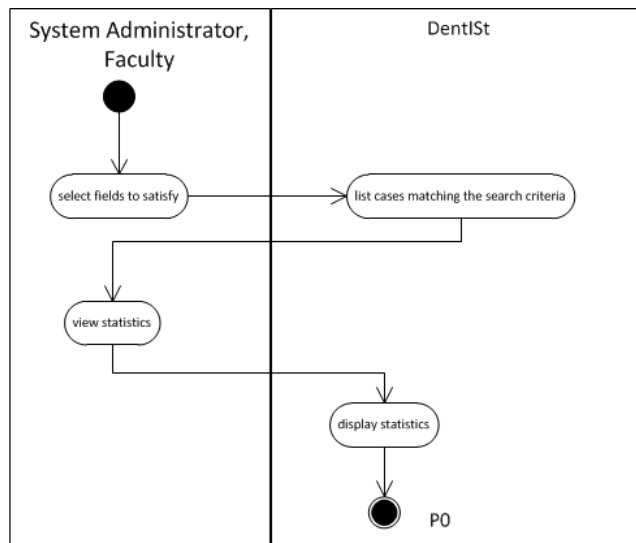 System Administrator,
Faculty
DentISt
select fields to satisfy
list cases matching the search criteria
view statistics
display statistics
P0